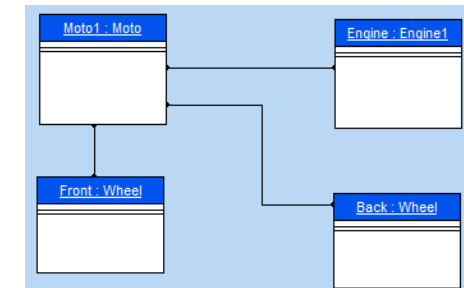 Moto1 : Moto
Engine : Engine1
Front : Wheel
Back : Wheel